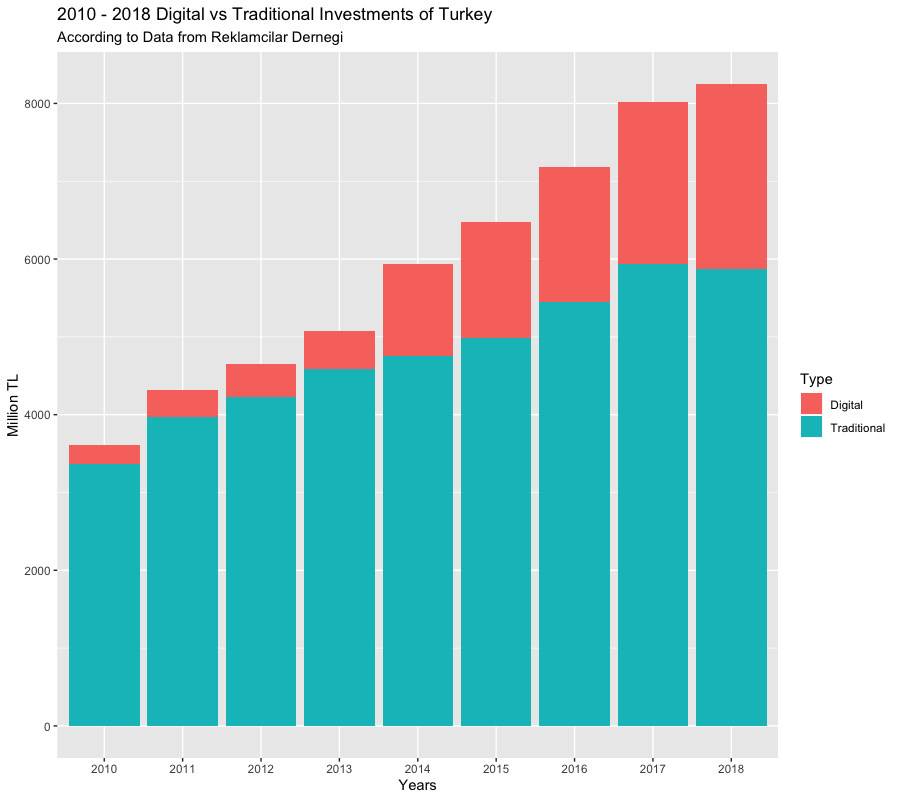 2010 - 2018 Digital vs Traditional Investments of Turkey
According to Data from Reklamcilar Dernegi
8000
6000
4000
2000
0
Million TL
2010 2011 2012 2013 2014 2015 2016 2017 2018
Years
Type
Digital
Traditional